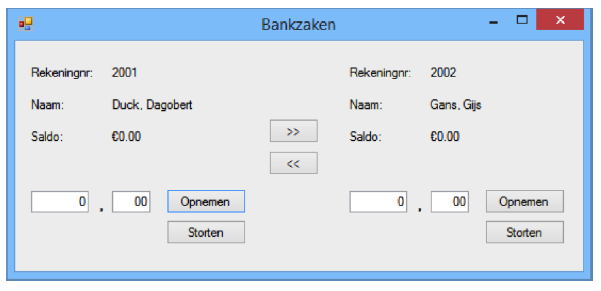 Bankzaken
Rekeningnr: 2001
Naam: Duck, Dagobert
Saldo: €0.00
>>
<<
0 , 00 Opnemen
Storten
Rekeningnr: 2002
Naam: Gans, Gijs
Saldo: €0.00
0 , 00 Opnemen
Storten